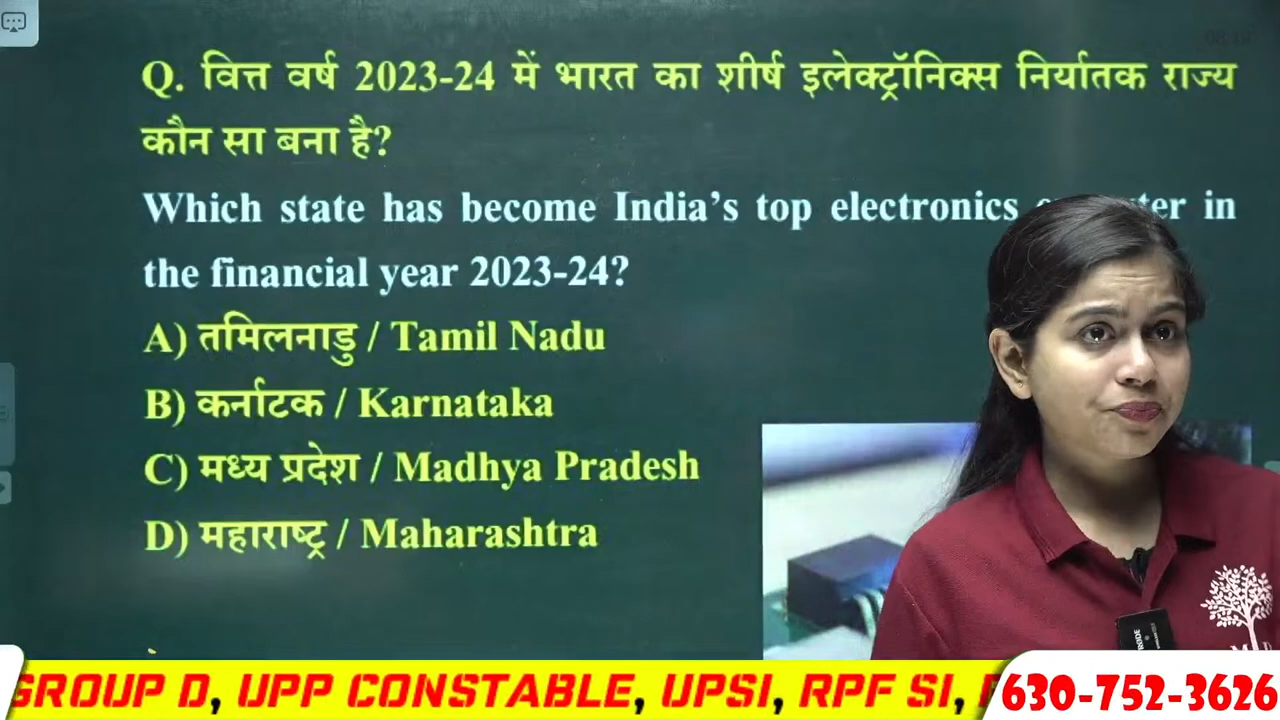 Q. वित्त वर्ष 2023-24 में भारत का शीर्ष इलेक्ट्रॉनिक्स निर्यातक राज्य
कौन सा बना है?
Which state has become India's top electronics in
the financial year 2023-24?
A) तमिलनाडु / Tamil Nadu
B) कर्नाटक / Karnataka
C) मध्य प्रदेश / Madhya Pradesh
D) महाराष्ट्र / Maharashtra
GROUP D, UPP CONSTABLE, UPSI, RPF SI,
630-752-3626